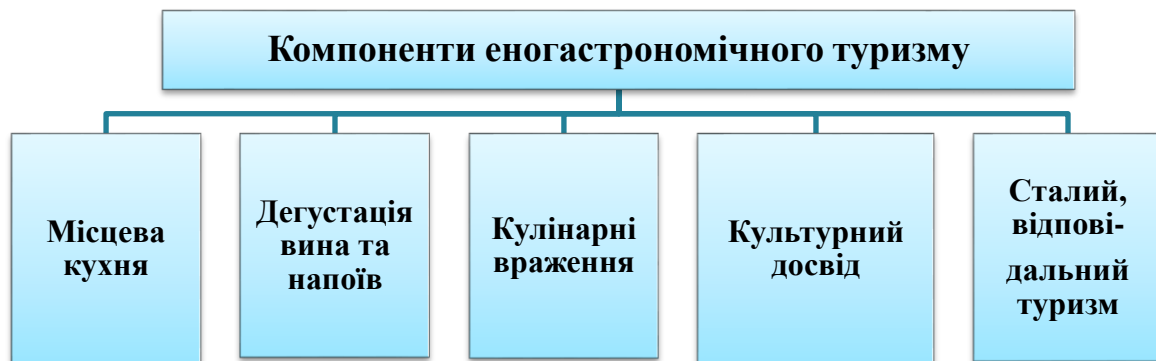 Компоненти еногастрономічного туризму
Місцева
кухня
Дегустація
вина та
напоїв
Кулінарні
враження
Культурний
досвід
Сталий,
відпові-
дальний
туризм